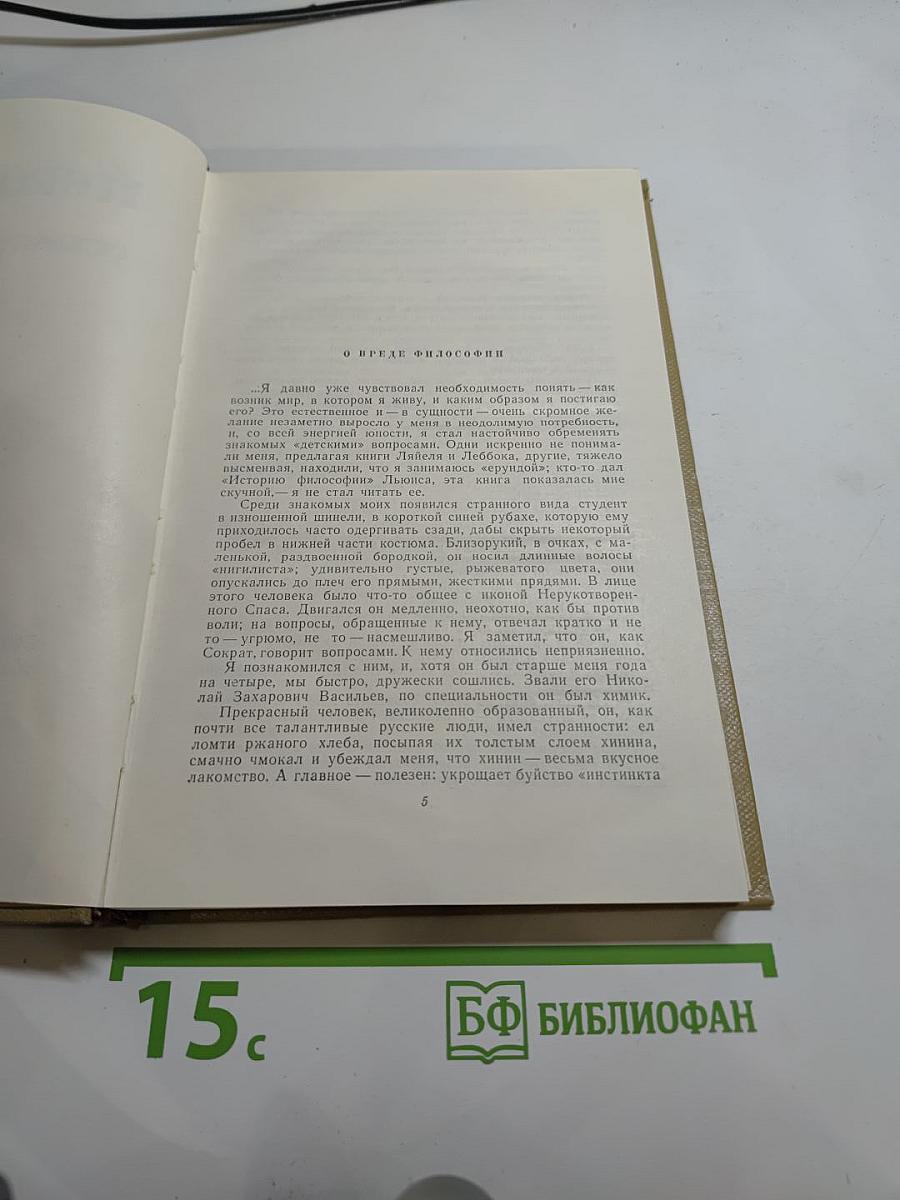 О ВРЕДЕ ФИЛОСОФИИ
...Я давно уже чувствовал необходимость понять — как
возник мир, в котором я живу, и каким образом я постигаю
его? Это естественное и — в сущности — очень скромное же-
лание незаметно выросло у меня в неодолимую потребность,
и, со всей энергией юности, я стал настойчиво обременять
знакомых «детскими» вопросами. Одни искренно не понима-
ли меня, предлагая книги Ляйеля и Леббока, другие, тяжело
высмеивая, находили, что я занимаюсь «ерундой»; кто-то дал
«Историю философии» Льюиса, эта книга показалась мне
скучной,— я не стал читать ее.
Среди знакомых моих появился странного вида студент
в изношенной шинели, в короткой синей рубахе, которую ему
приходилось часто одергивать сзади, дабы скрыть некоторый
пробел в нижней части костюма. Близорукий, в очках, с ма-
ленькой, раздвоенной бородкой, он носил длинные волосы
«нигилиста»; удивительно густые, рыжеватого цвета, они
опускались до плеч его прямыми, жесткими прядями. В лице
этого человека было что-то общее с иконой Нерукотворен-
ного Спаса. Двигался он медленно, неохотно, как бы против
воли; на вопросы, обращенные к нему, отвечал кратко и не
то — угрюмо, не то — насмешливо. Я заметил, что он, как
Сократ, говорит вопросами. К нему относились неприязненно.
Я познакомился с ним, и, хотя он был старше меня года
на четыре, мы быстро, дружески сошлись. Звали его Нико-
лай Захарович Васильев, по специальности он был химик.
Прекрасный человек, великолепно образованный, он, как
почти все талантливые русские люди, имел странности: ел
ломти ржаного хлеба, посыпая их толстым слоем хинина,
смачно чмокал и убеждал меня, что хинин — весьма вкусное
лакомство. А главное — полезен: укрощает буйство «инстинкта
5
15 с
БФ БИБЛИОФАН